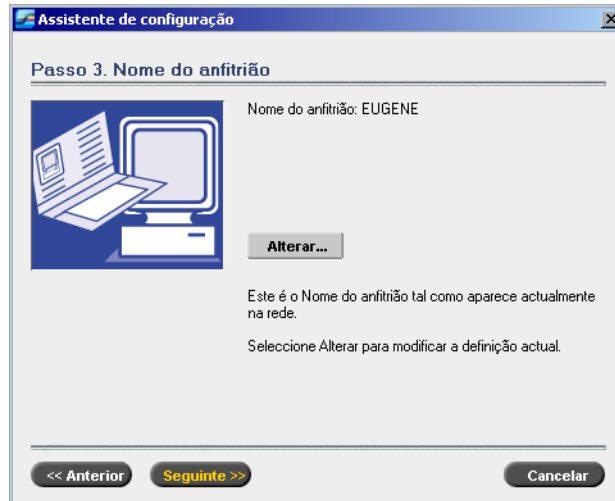 Assistente de configuração
Passo 3. Nome do anfitrião
Nome do anfitrião: EUGENE
Alterar...
Este é o Nome do anfitrião tal como aparece actualmente
na rede.
Seleccione Alterar para modificar a definição actual.
<< Anterior
Seguinte >>
Cancelar